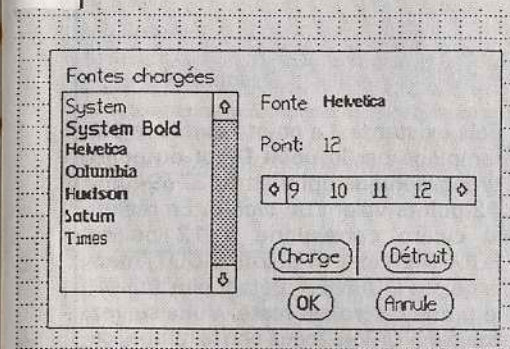 Fontes chargées
System
System Bold
Helvetica
Columbia
Hudson
Saturn
Times
Fonte Helvetica
Pont: 12
9 10 11 12
Charge
Détruit
OK
Annule